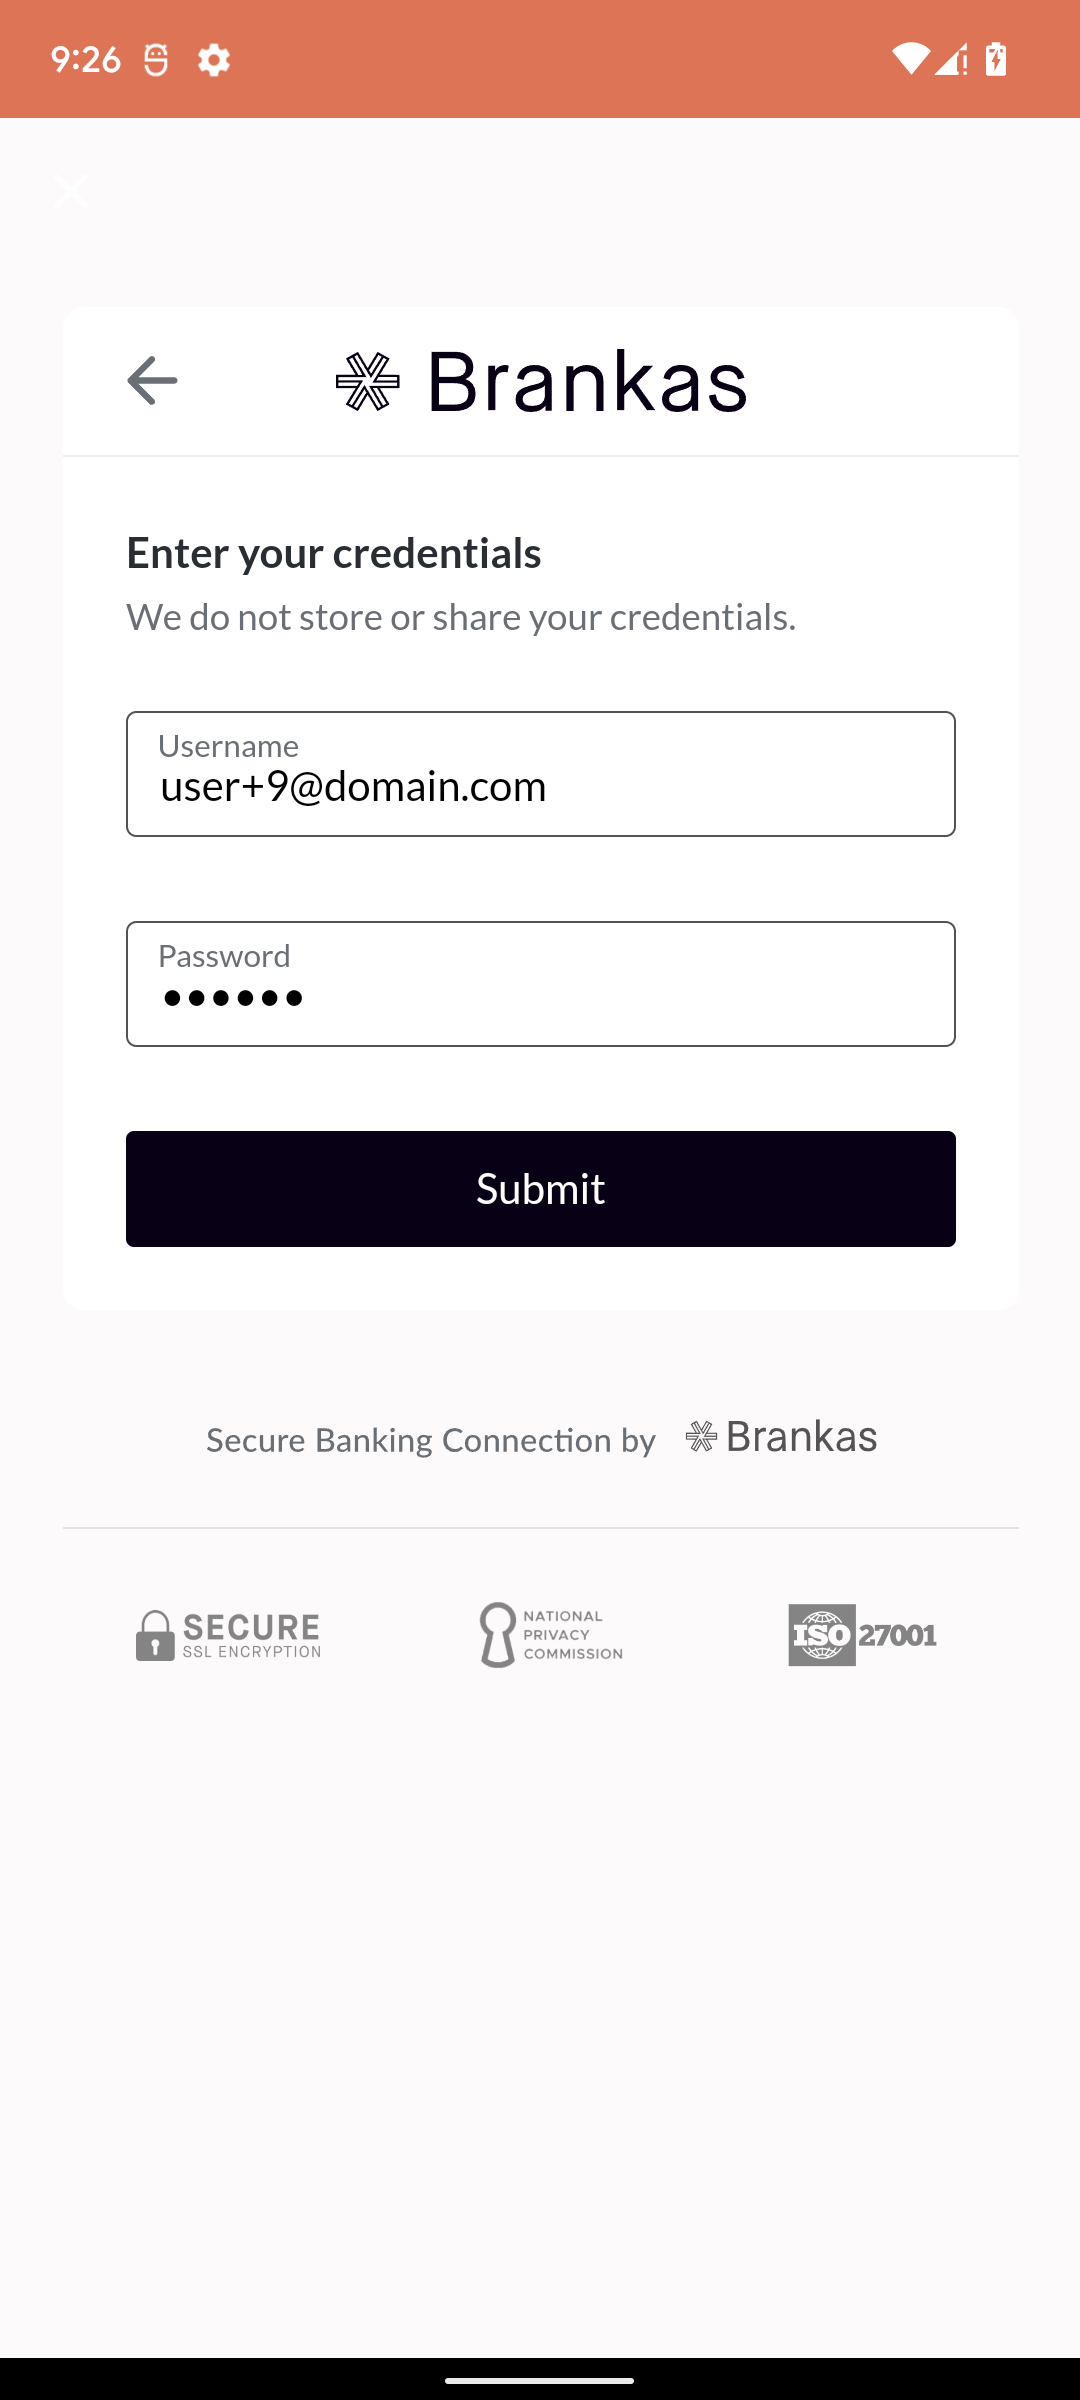 9:26
Brankas
Enter your credentials
We do not store or share your credentials.
Username
user+9@domain.com
Password
••••••
Submit
Secure Banking Connection by Brankas
SECURE
SSL ENCRYPTION
NATIONAL
PRIVACY
COMMISSION
ISO 27001